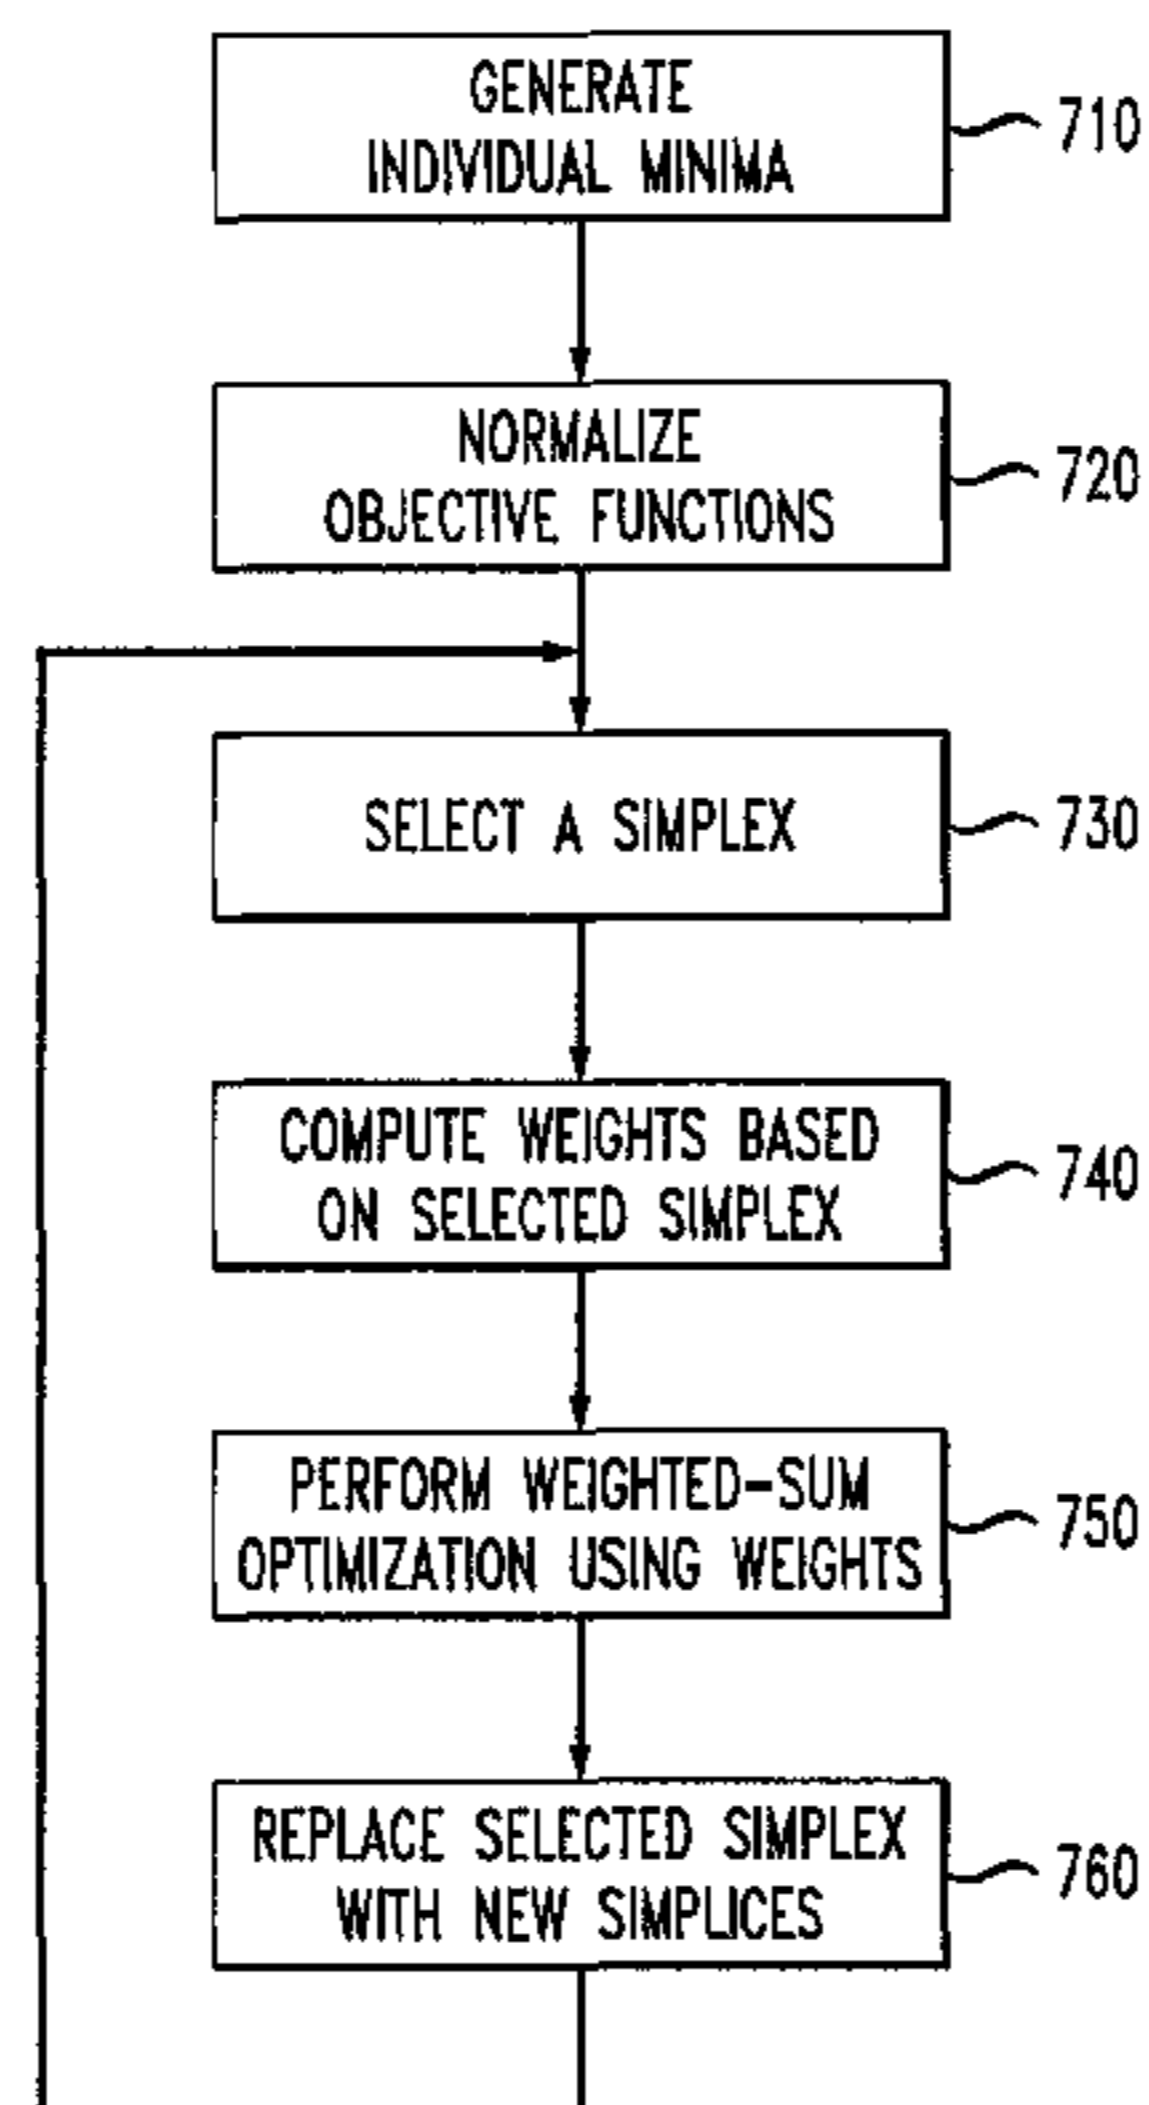 GENERATE
INDIVIDUAL MINIMA
710
NORMALIZE
OBJECTIVE FUNCTIONS
720
SELECT A SIMPLEX
730
COMPUTE WEIGHTS BASED
ON SELECTED SIMPLEX
740
PERFORM WEIGHTED-SUM
OPTIMIZATION USING WEIGHTS
750
REPLACE SELECTED SIMPLEX
WITH NEW SIMPLICES
760